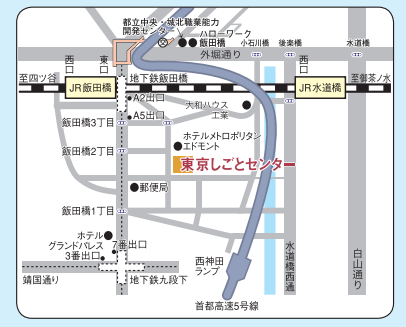 都立中央・城北職業能力
開発センター
ハローワーク
飯田橋
小石川橋
後楽橋
水道橋
外堀通り
西口
東口
地下鉄飯田橋
西口
至四ツ谷
JR飯田橋
JR水道橋
至御茶ノ水
A2出口
大和ハウス
工業
A5出口
飯田橋3丁目
ホテルメトロポリタン
エドモント
飯田橋2丁目
東京しごとセンター
郵便局
飯田橋1丁目
ホテル
グランドパレス
7番出口
3番出口
西神田
ランプ
水道橋西通
白山通り
靖国通り
地下鉄九段下
首都高速5号線